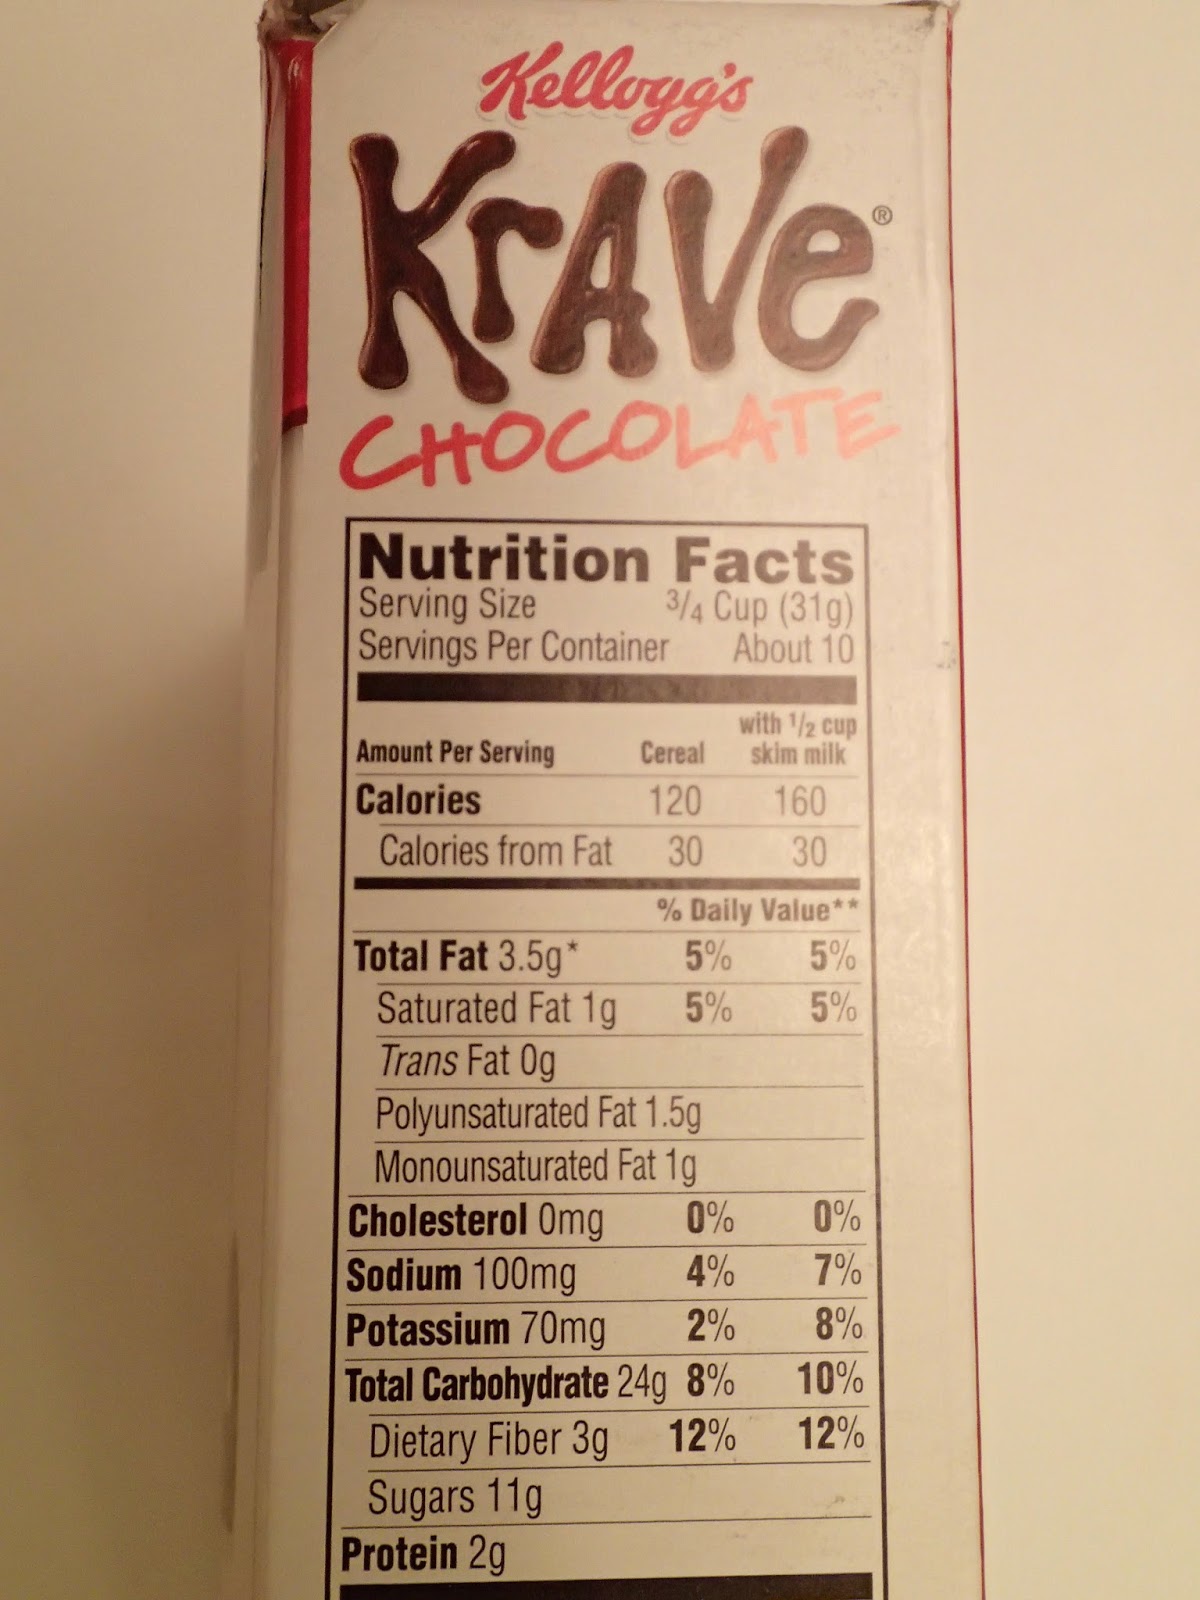 Kellogg's
Krave®
CHOCOLATE
Nutrition Facts
Serving Size 3/4 Cup (31g)
Servings Per Container About 10
with 1/2 cup
Amount Per Serving Cereal skim milk
Calories 120 160
Calories from Fat 30 30
% Daily Value**
Total Fat 3.5g* 5% 5%
Saturated Fat 1g 5% 5%
Trans Fat 0g
Polyunsaturated Fat 1.5g
Monounsaturated Fat 1g
Cholesterol 0mg 0% 0%
Sodium 100mg 4% 7%
Potassium 70mg 2% 8%
Total Carbohydrate 24g 8% 10%
Dietary Fiber 3g 12% 12%
Sugars 11g
Protein 2g